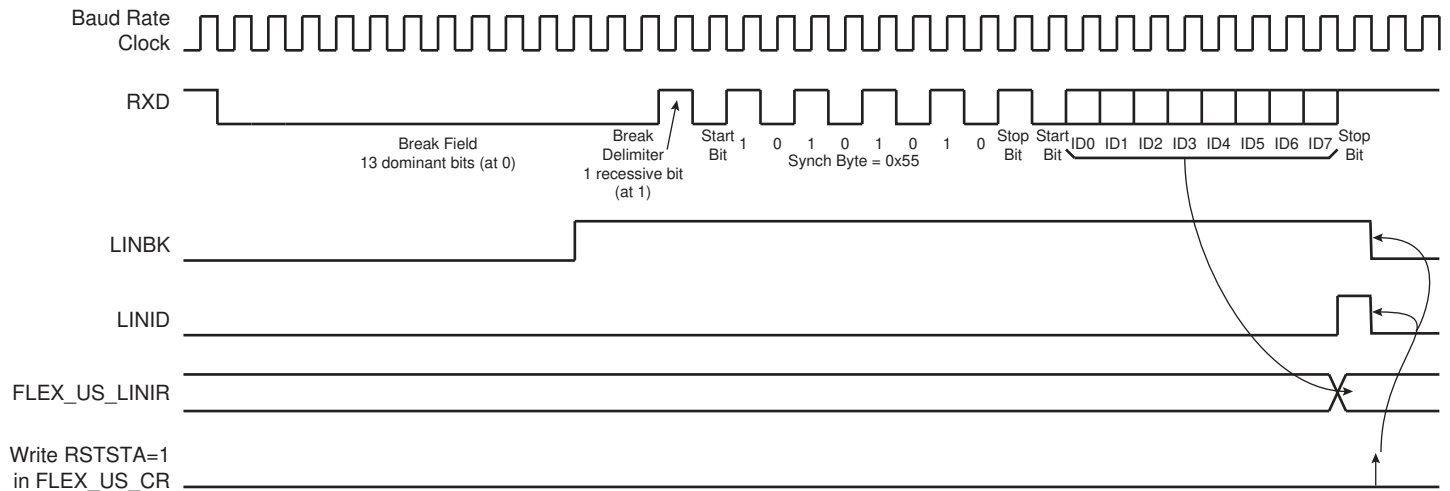 Baud Rate
Clock
RXD
Break Field
13 dominant bits (at 0)
Break
Delimiter
1 recessive bit
(at 1)
Start
Bit
1 0 1 0 1 0 1 0
Synch Byte = 0x55
Stop
Bit
Start
Bit
ID0 ID1 ID2 ID3 ID4 ID5 ID6 ID7
Stop
Bit
LINBK
LINID
FLEX_US_LINIR
Write RSTSTA=1
in FLEX_US_CR